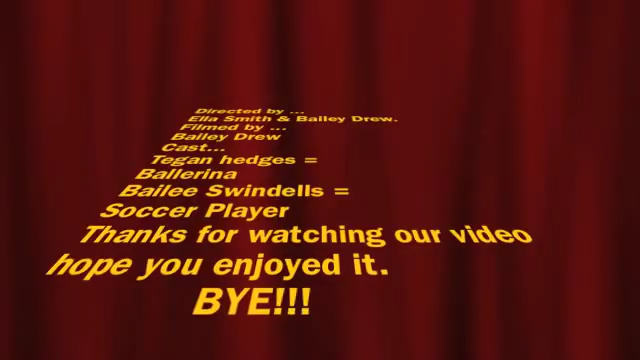 Directed by ...
Ella Smith & Bailey Drew.
Filmed by ...
Bailey Drew
Cast...
Tegan hedges =
Ballerina
Bailee Swindells =
Soccer Player
Thanks for watching our video
hope you enjoyed it.
BYE!!!